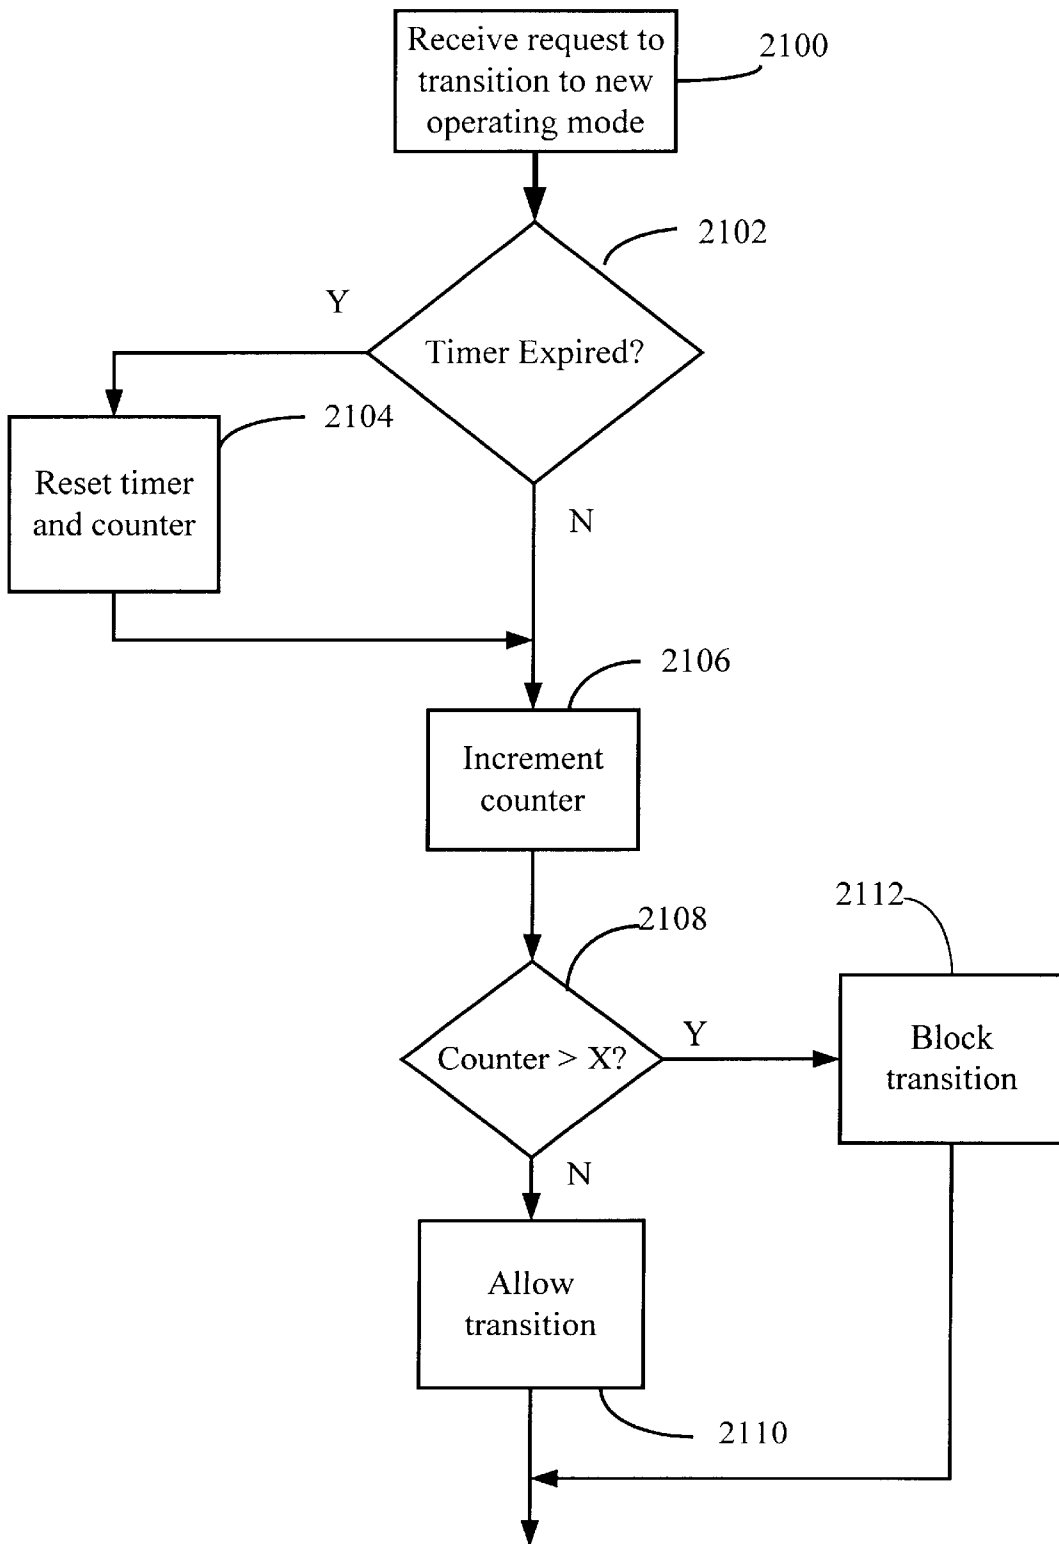 Receive request to
transition to new
operating mode
2100
2102
Y
Timer Expired?
2104
Reset timer
and counter
N
2106
Increment
counter
2108
2112
Counter > X?
Y
Block
transition
N
Allow
transition
2110